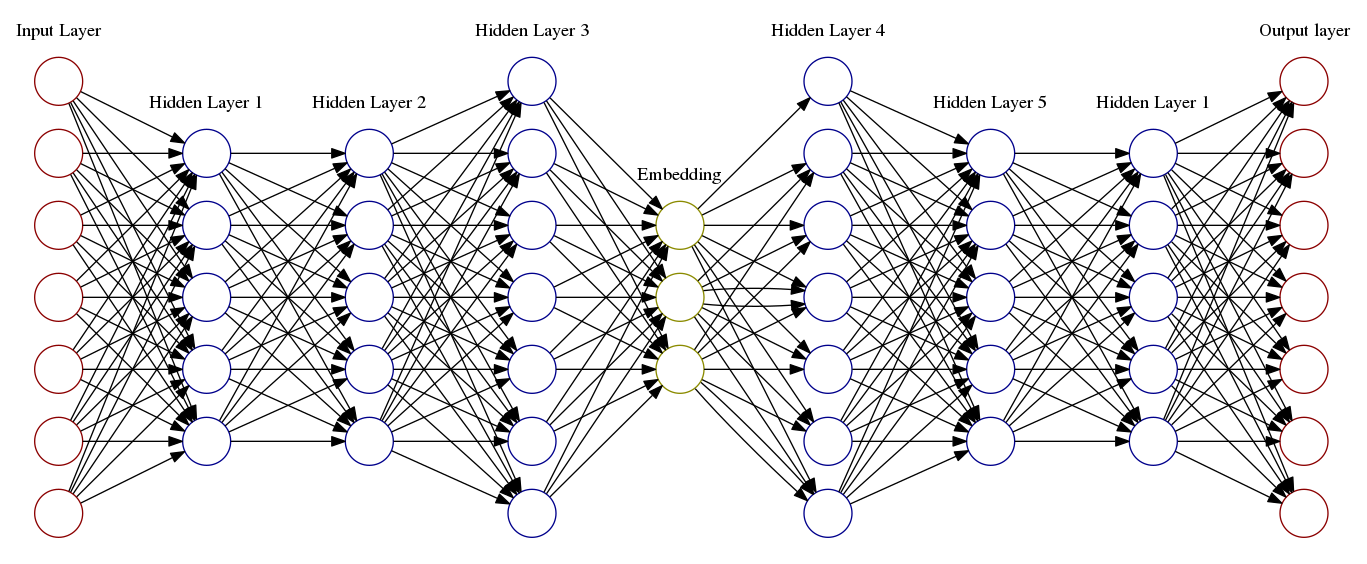 Input Layer
Hidden Layer 1
Hidden Layer 2
Hidden Layer 3
Embedding
Hidden Layer 4
Hidden Layer 5
Hidden Layer 1
Output layer